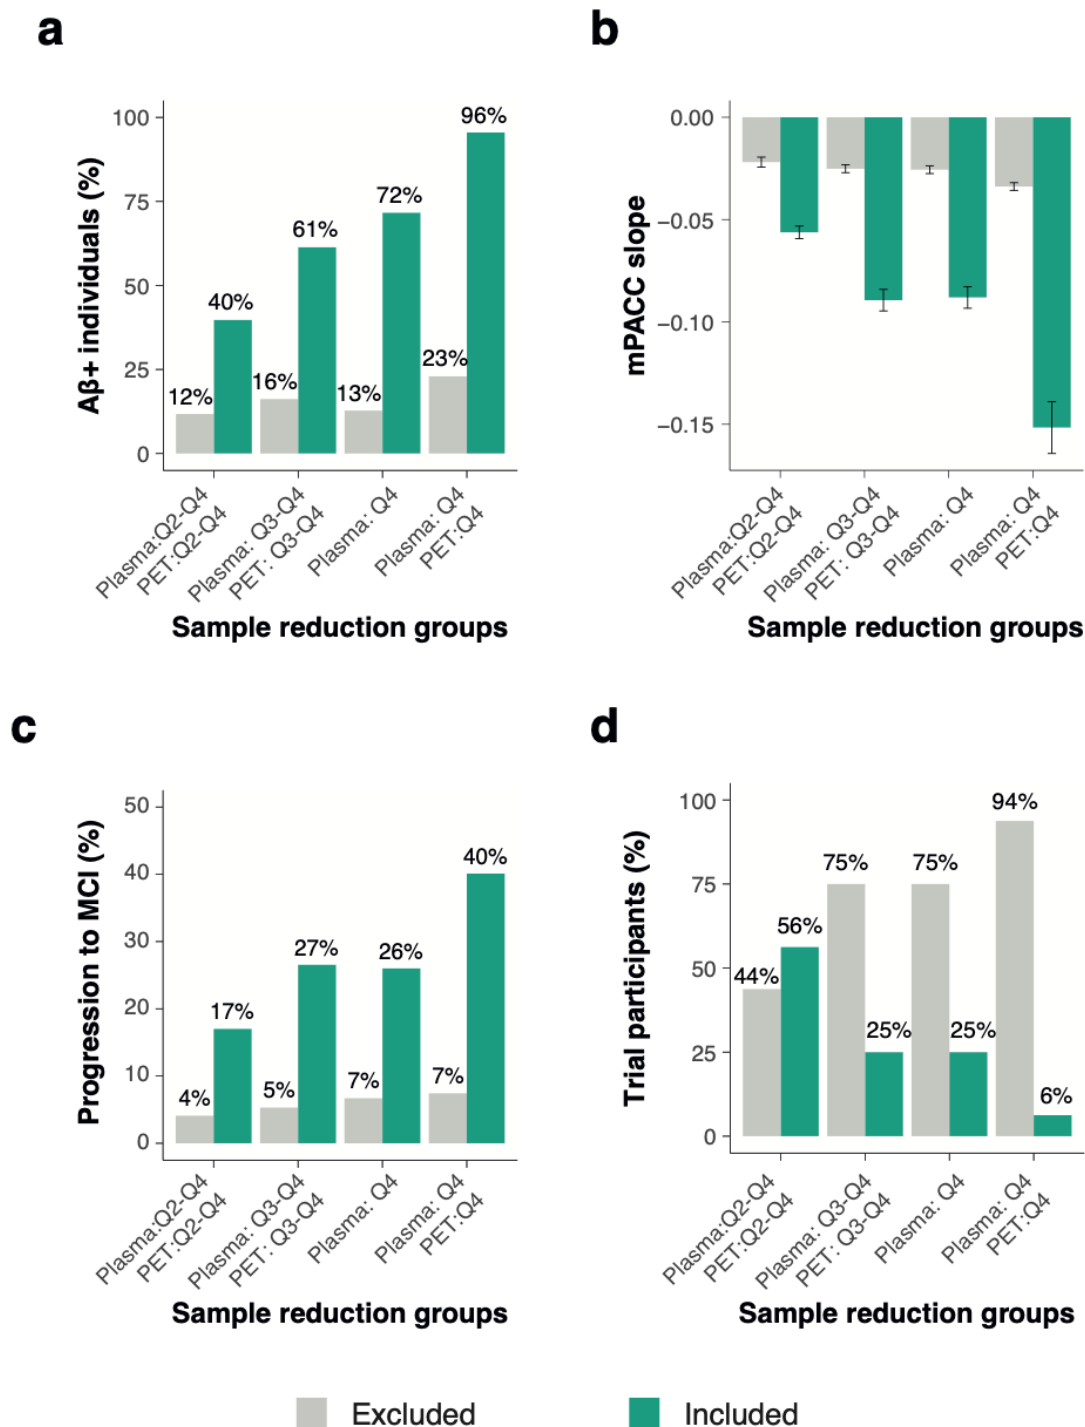 a
Aβ+ individuals (%)
100
75
50
25
0
12%
40%
16%
61%
13%
72%
23%
96%
Plasma:Q2-Q4
PET:Q2-Q4
Plasma: Q3-Q4
PET: Q3-Q4
Plasma: Q4
Plasma: Q4
PET:Q4
Sample reduction groups
b
mPACC slope
0.00
−0.05
−0.10
−0.15
Plasma:Q2-Q4
PET:Q2-Q4
Plasma: Q3-Q4
PET: Q3-Q4
Plasma: Q4
Plasma: Q4
PET:Q4
Sample reduction groups
c
Progression to MCI (%)
50
40
30
20
10
0
4%
17%
5%
27%
7%
26%
7%
40%
Plasma:Q2-Q4
PET:Q2-Q4
Plasma: Q3-Q4
PET: Q3-Q4
Plasma: Q4
Plasma: Q4
PET:Q4
Sample reduction groups
d
Trial participants (%)
100
75
50
25
0
44%
56%
75%
25%
75%
25%
94%
6%
Plasma:Q2-Q4
PET:Q2-Q4
Plasma: Q3-Q4
PET: Q3-Q4
Plasma: Q4
Plasma: Q4
PET:Q4
Sample reduction groups
Excluded
Included